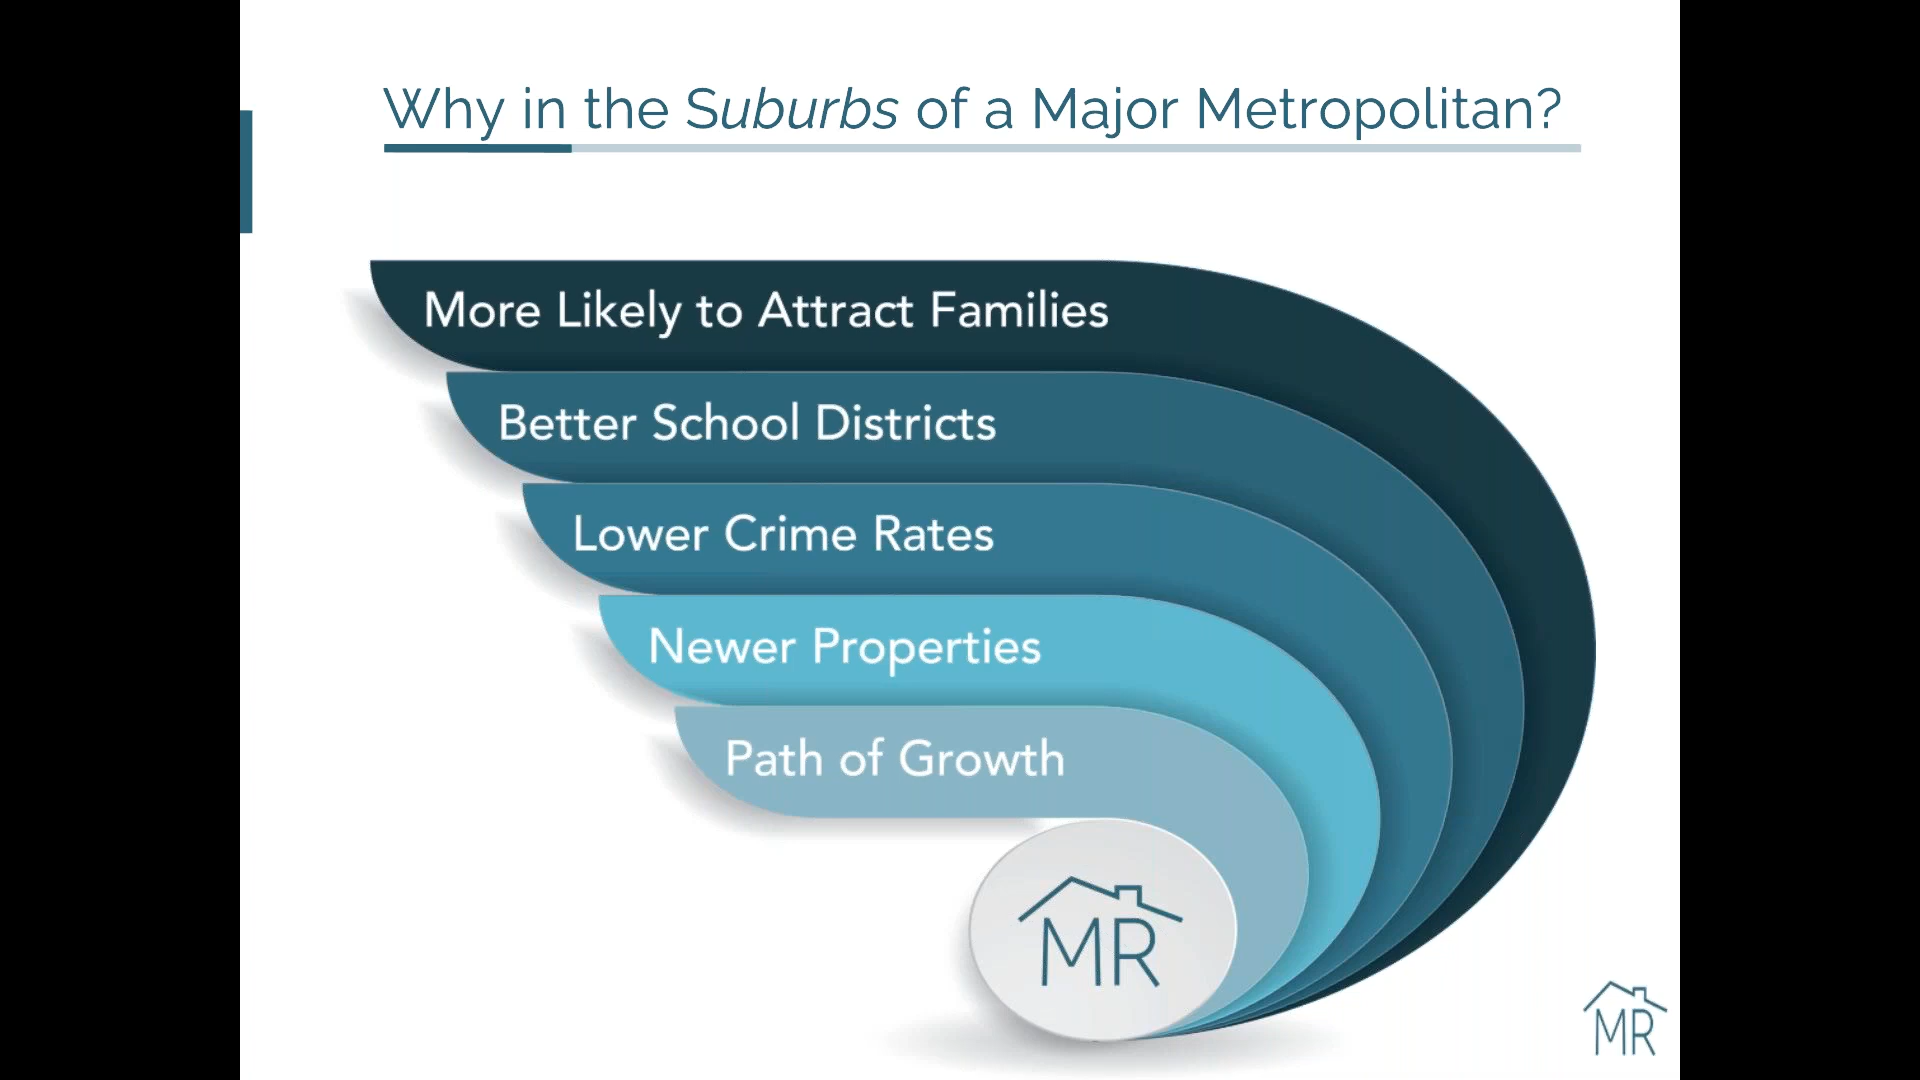 Why in the Suburbs of a Major Metropolitan?
More Likely to Attract Families
Better School Districts
Lower Crime Rates
Newer Properties
Path of Growth
MR
MR